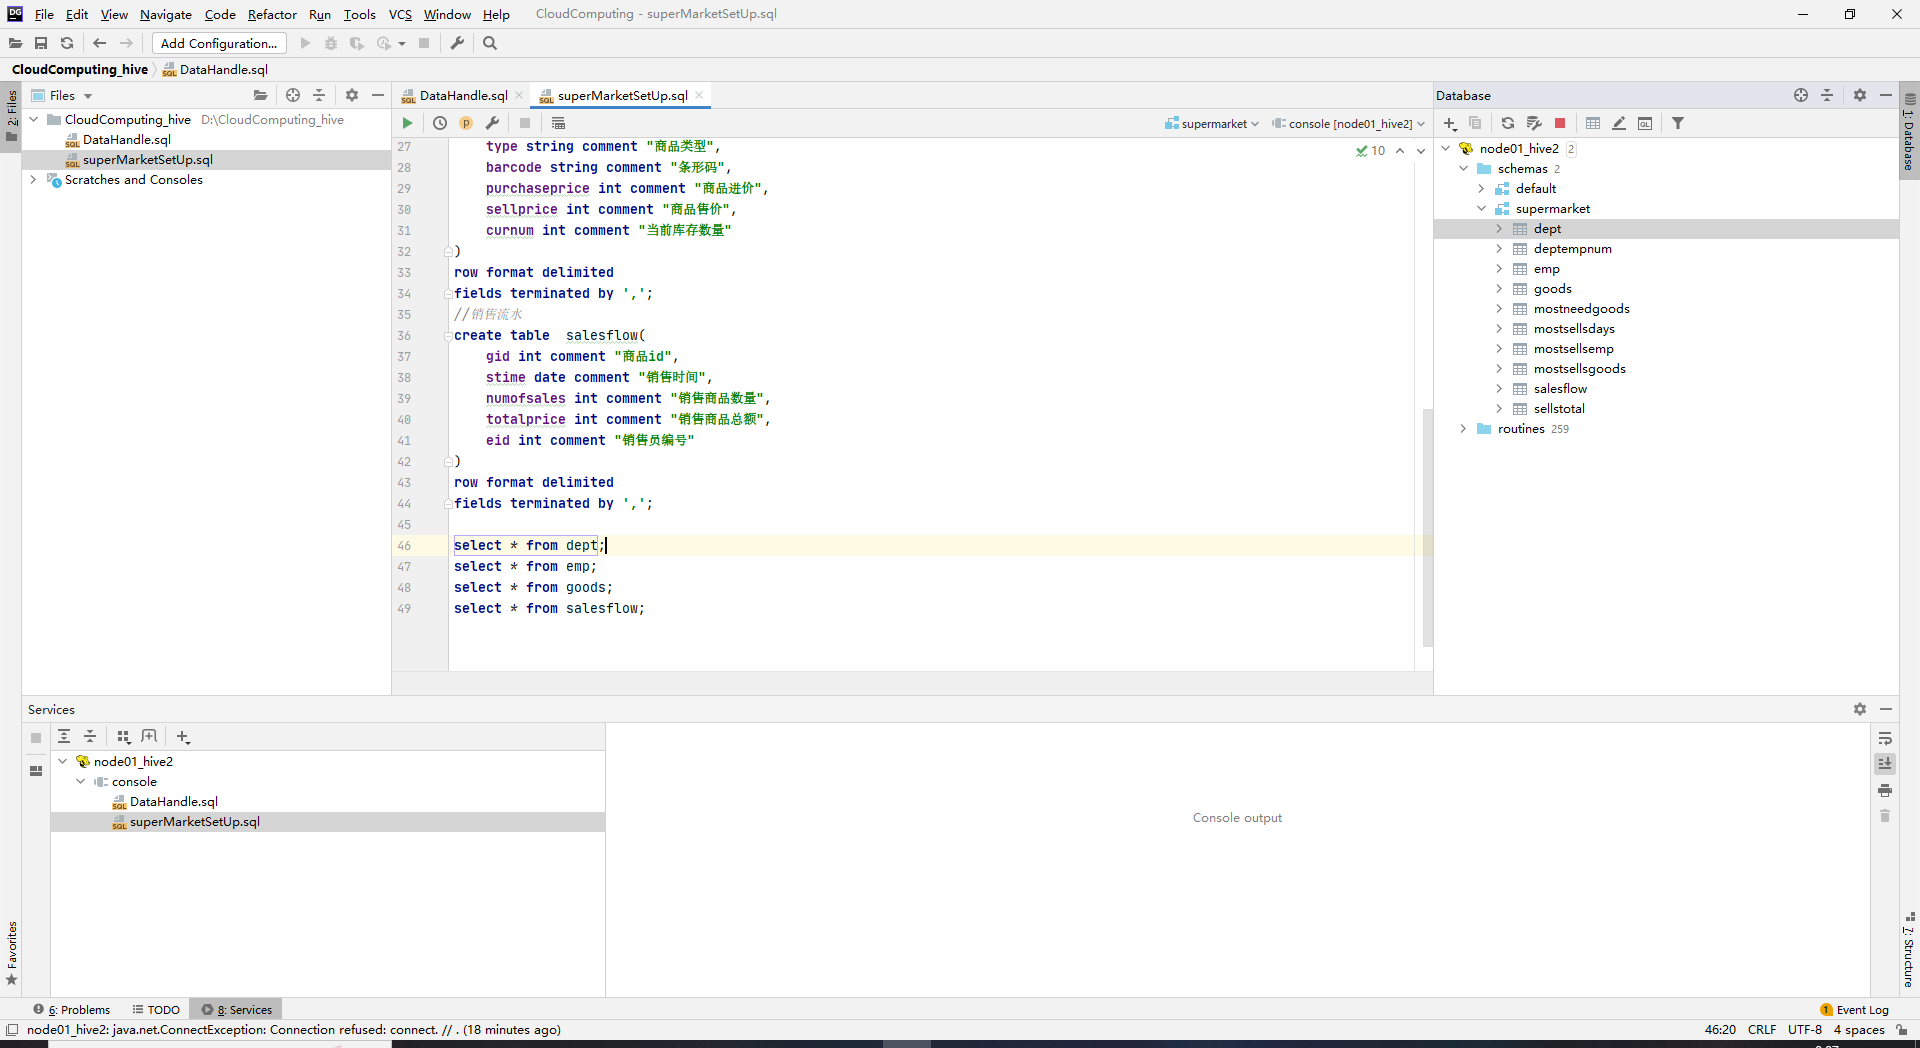 File Edit View Navigate Code Refactor Run Tools VCS Window Help CloudComputing - superMarketSetUp.sql
Add Configuration...
CloudComputing_hive DataHandle.sql
2: Files
Files
CloudComputing_hive D:\CloudComputing_hive
DataHandle.sql
superMarketSetUp.sql
Scratches and Consoles
DataHandle.sql superMarketSetUp.sql
supermarket console [node01_hive2]
10
27 type string comment "商品类型",
28 barcode string comment "条形码",
29 purchaseprice int comment "商品进价",
30 sellprice int comment "商品售价",
31 curnum int comment "当前库存数量"
32 )
33 row format delimited
34 fields terminated by ',';
35 //销售流水
36 create table  salesflow(
37 gid int comment "商品id",
38 stime date comment "销售时间",
39 numofsales int comment "销售商品数量",
40 totalprice int comment "销售商品总额",
41 eid int comment "销售员编号"
42 )
43 row format delimited
44 fields terminated by ',';
45
46 select * from dept;
47 select * from emp;
48 select * from goods;
49 select * from salesflow;
Database
node01_hive2 2
schemas 2
default
supermarket
dept
deptempnum
emp
goods
mostneedgoods
mostsellsdays
mostsellsemp
mostsellsgoods
salesflow
sellstotal
routines 259
1: Database
Services
node01_hive2
console
DataHandle.sql
superMarketSetUp.sql
Console output
Favorites
7: Structure
6: Problems TODO 8: Services 1 Event Log
node01_hive2: java.net.ConnectException: Connection refused: connect. // . (18 minutes ago) 46:20 CRLF UTF-8 4 spaces